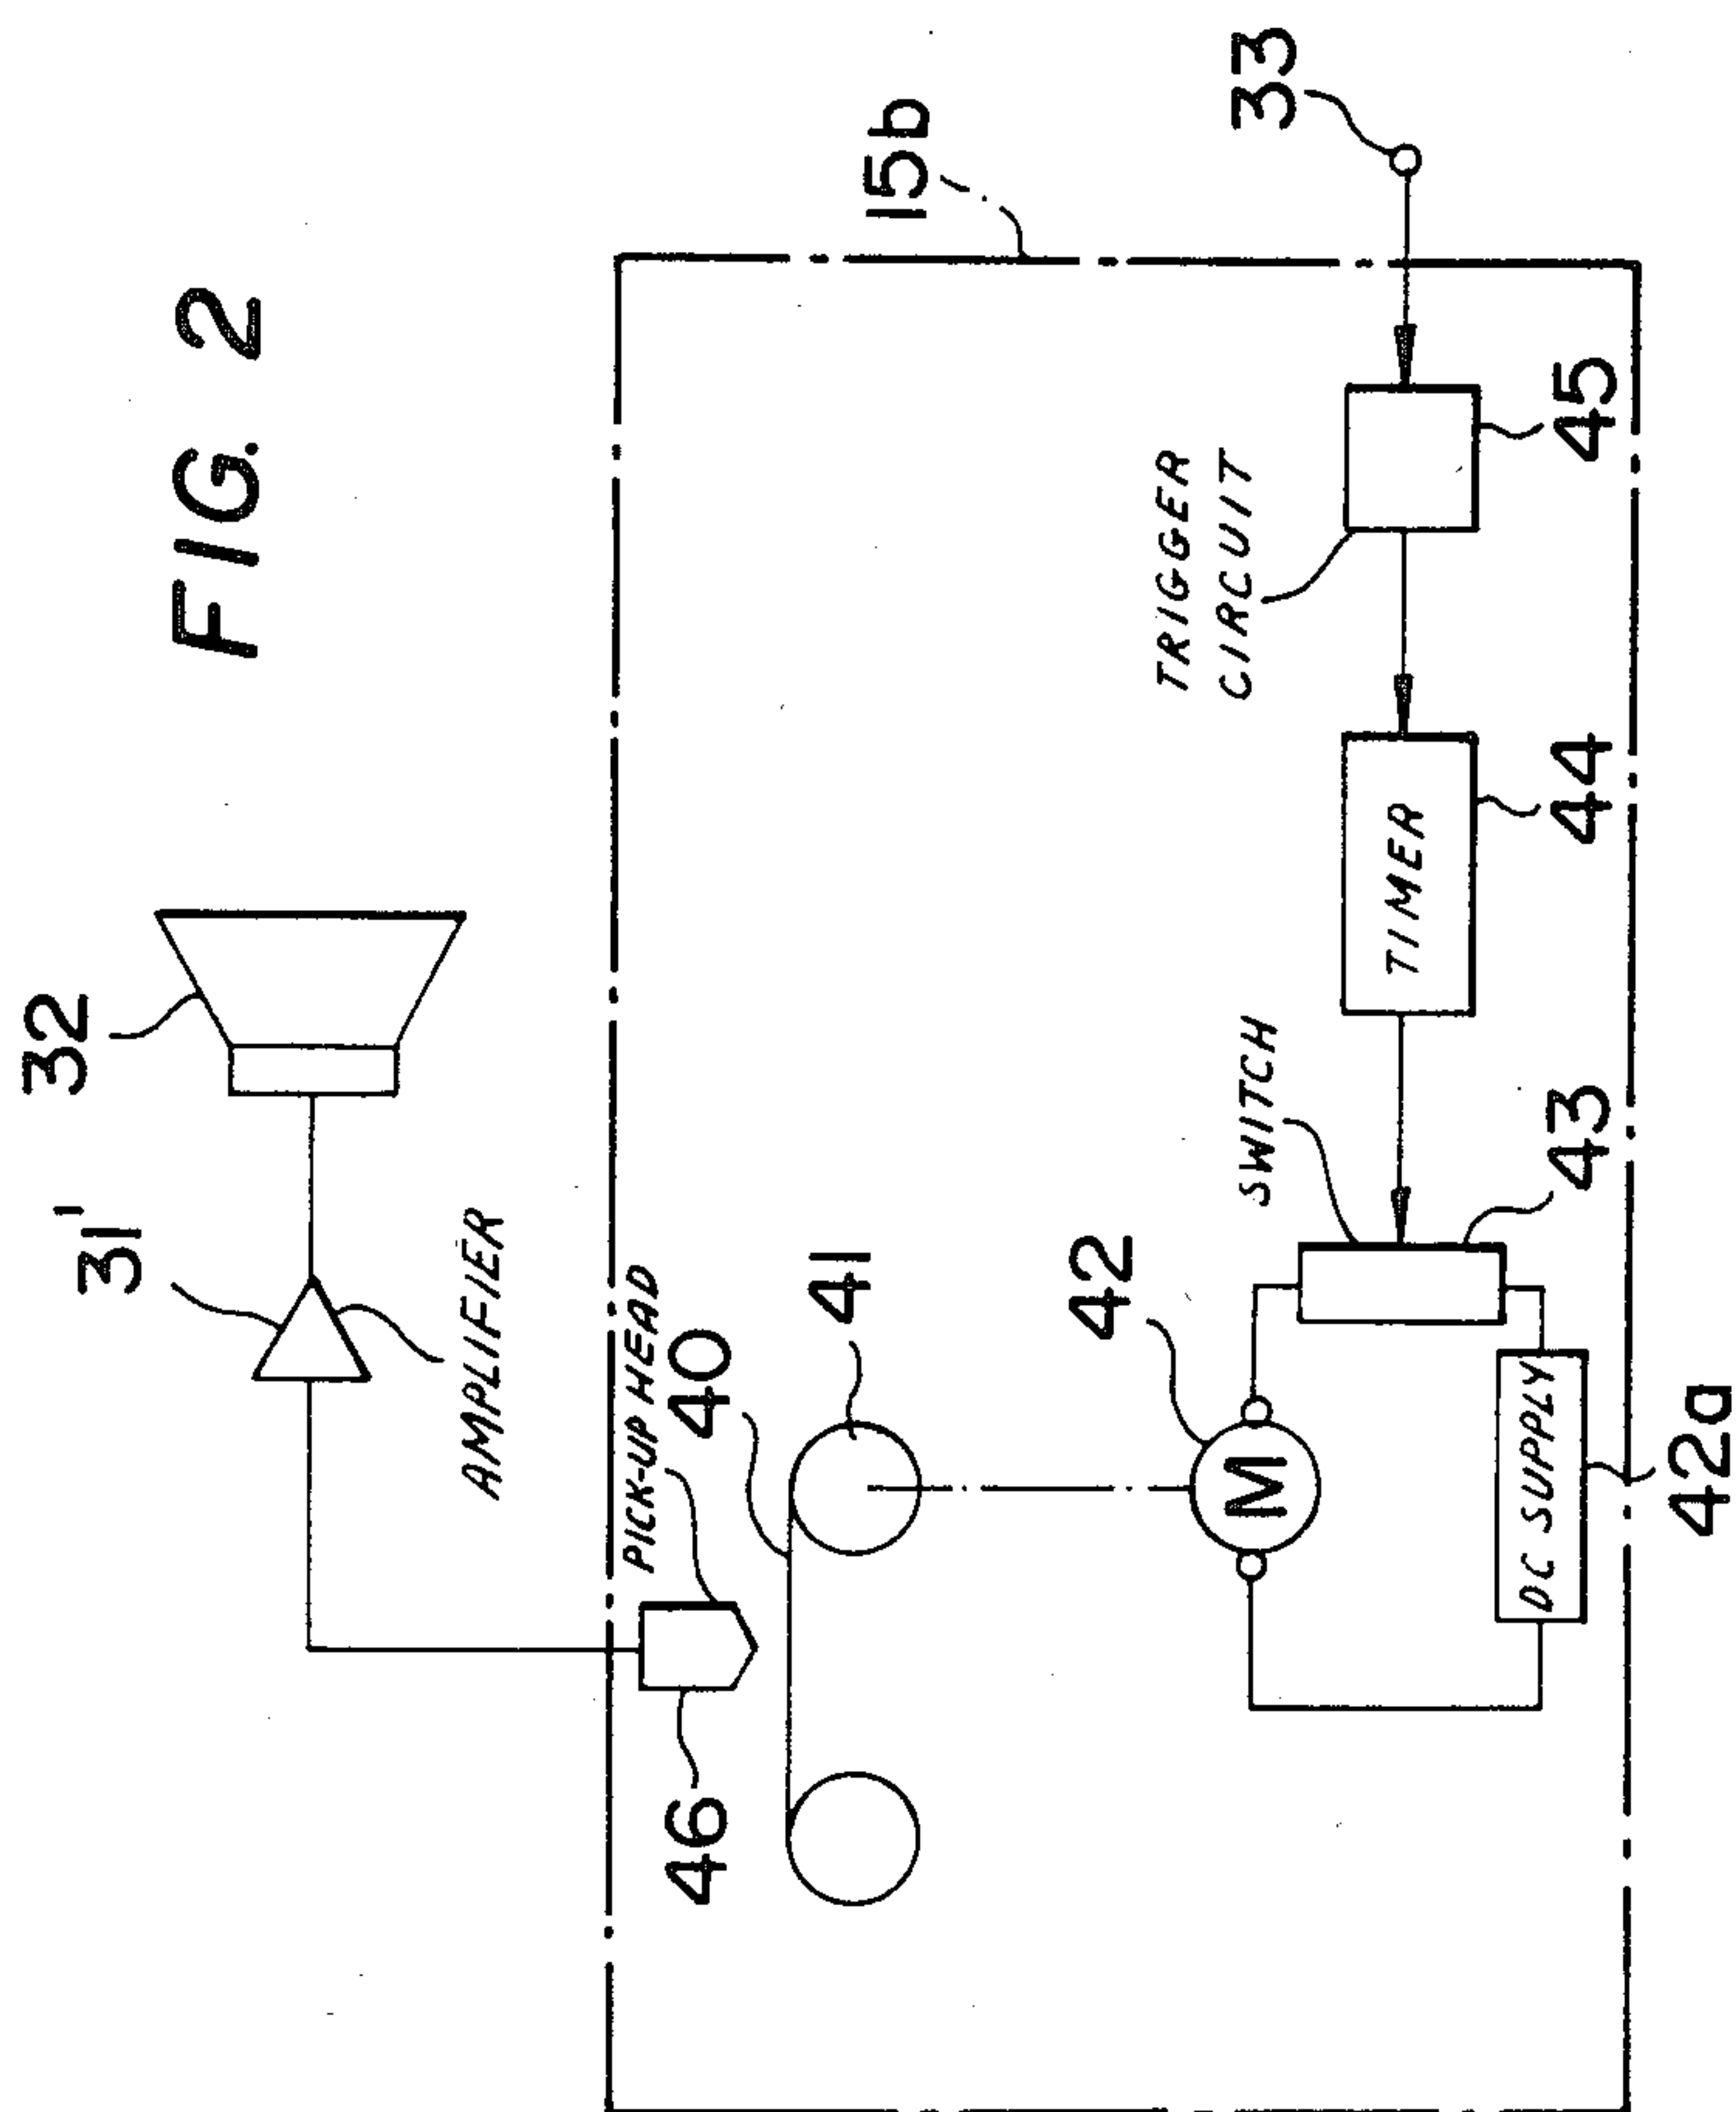 FIG. 2
32
31'
AMPLIFIER
15b
33
PICK-UP HEAD
46
40
41
42
M
SWITCH
TRIGGER
CIRCUIT
TIMER
DC SUPPLY
42a
43
44
45